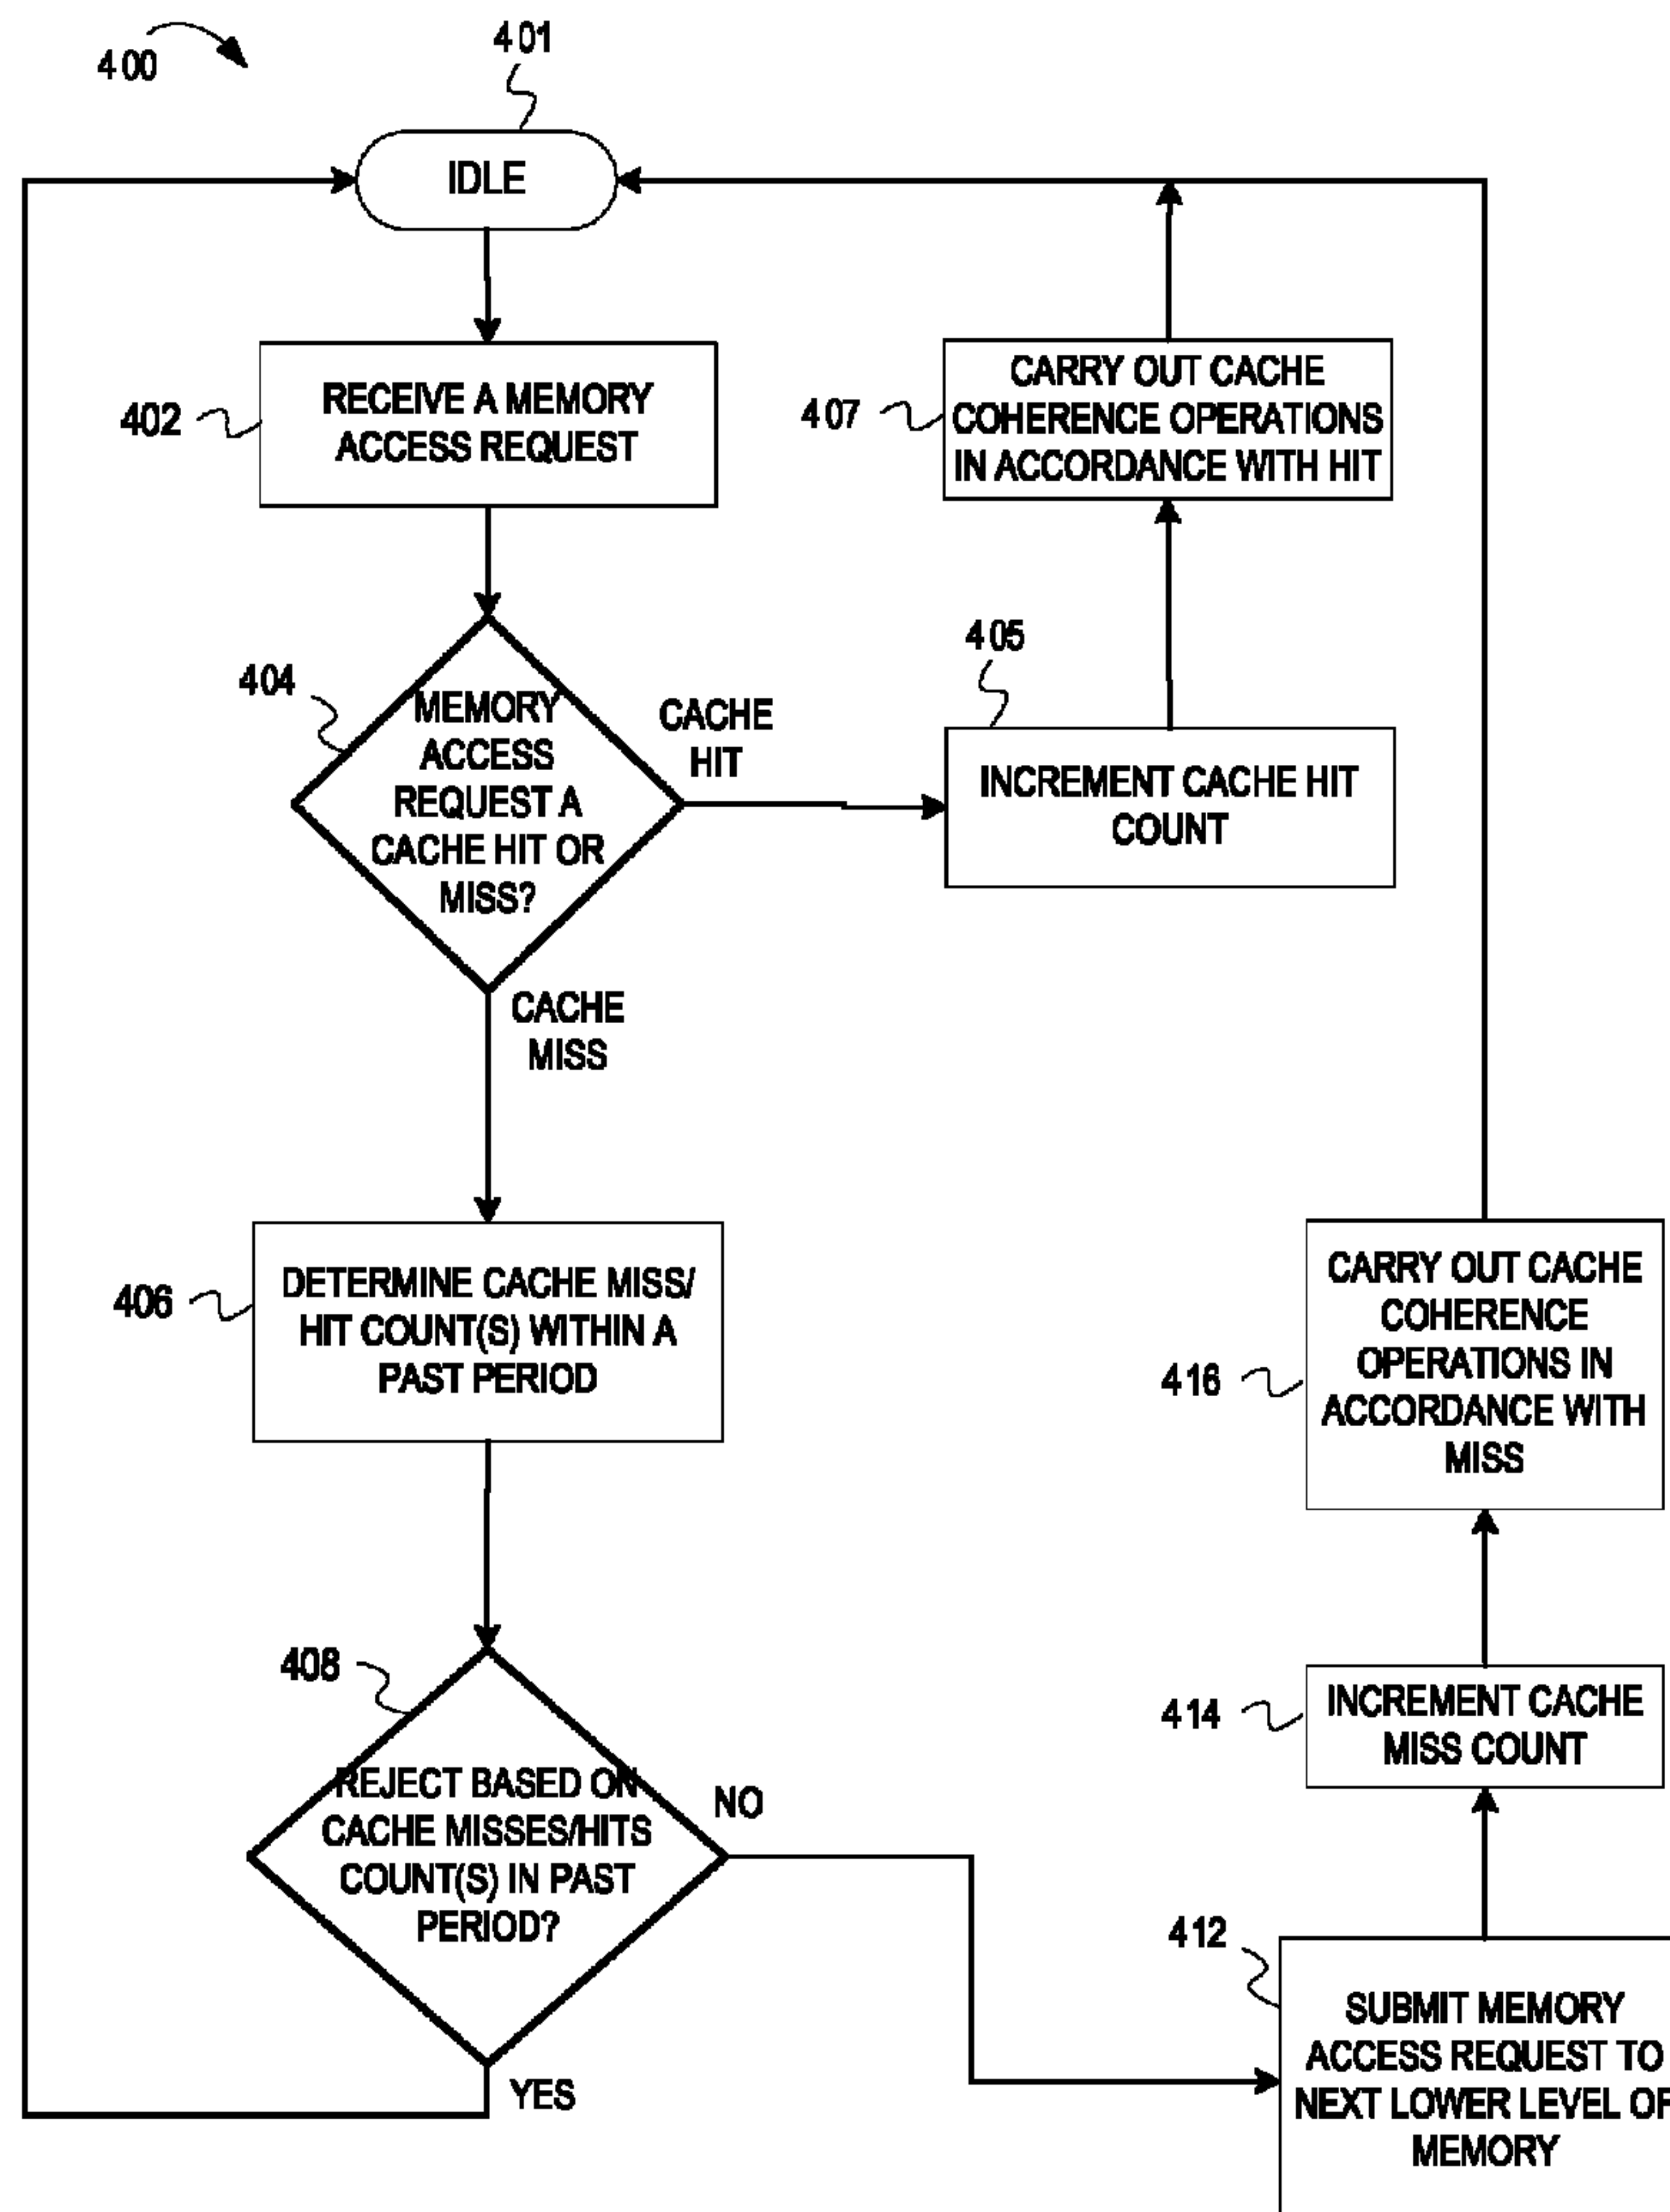 400
401
IDLE
402
RECEIVE A MEMORY
ACCESS REQUEST
404
MEMORY
ACCESS
REQUEST A
CACHE HIT OR
MISS?
CACHE
HIT
405
INCREMENT CACHE HIT
COUNT
407
CARRY OUT CACHE
COHERENCE OPERATIONS
IN ACCORDANCE WITH HIT
CACHE
MISS
406
DETERMINE CACHE MISS/
HIT COUNT(S) WITHIN A
PAST PERIOD
408
REJECT BASED ON
CACHE MISSES/HITS
COUNT(S) IN PAST
PERIOD?
NO
YES
412
SUBMIT MEMORY
ACCESS REQUEST TO
NEXT LOWER LEVEL OF
MEMORY
414
INCREMENT CACHE
MISS COUNT
416
CARRY OUT CACHE
COHERENCE
OPERATIONS IN
ACCORDANCE WITH
MISS